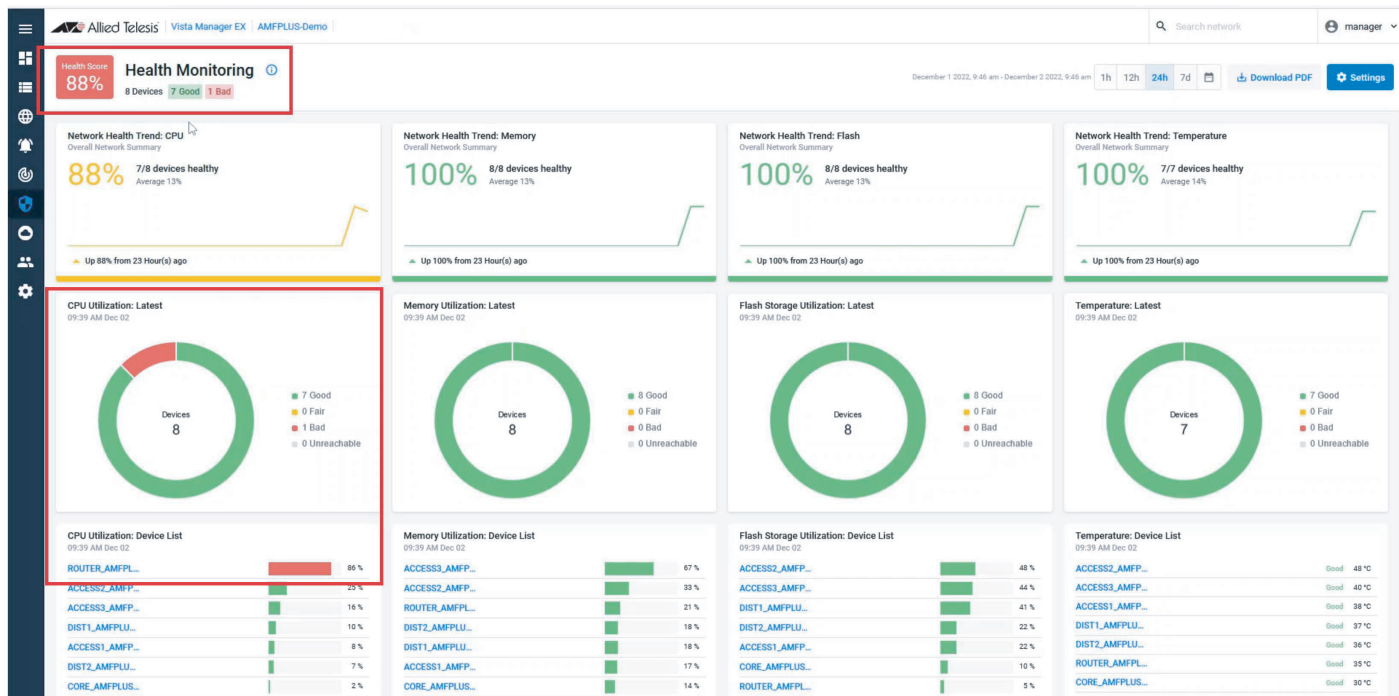 Allied Telesis Vista Manager EX AMFPLUS-Demo Search network manager
Health Score
88%
Health Monitoring
8 Devices 7 Good 1 Bad
December 1 2022, 9:46 am - December 2 2022, 9:46 am 1h 12h 24h 7d Download PDF Settings
Network Health Trend: CPU
Overall Network Summary
88% 7/8 devices healthy
Average 13%
Up 88% from 23 Hour(s) ago
Network Health Trend: Memory
Overall Network Summary
100% 8/8 devices healthy
Average 13%
Up 100% from 23 Hour(s) ago
Network Health Trend: Flash
Overall Network Summary
100% 8/8 devices healthy
Average 13%
Up 100% from 23 Hour(s) ago
Network Health Trend: Temperature
Overall Network Summary
100% 7/7 devices healthy
Average 14%
Up 100% from 23 Hour(s) ago
CPU Utilization: Latest
09:39 AM Dec 02
Devices
8
7 Good
0 Fair
1 Bad
0 Unreachable
Memory Utilization: Latest
09:39 AM Dec 02
Devices
8
8 Good
0 Fair
0 Bad
0 Unreachable
Flash Storage Utilization: Latest
09:39 AM Dec 02
Devices
8
8 Good
0 Fair
0 Bad
0 Unreachable
Temperature: Latest
09:39 AM Dec 02
Devices
7
7 Good
0 Fair
0 Bad
0 Unreachable
CPU Utilization: Device List
09:39 AM Dec 02
ROUTER_AMFPL... 86 %
ACCESS2_AMFP... 25 %
ACCESS3_AMFP... 16 %
DIST1_AMFPLU... 10 %
ACCESS1_AMFP... 8 %
DIST2_AMFPLU... 7 %
CORE_AMFPLUS... 2 %
Memory Utilization: Device List
09:39 AM Dec 02
ACCESS3_AMFP... 67 %
ACCESS2_AMFP... 33 %
ROUTER_AMFPL... 21 %
DIST2_AMFPLU... 18 %
DIST1_AMFPLU... 18 %
ACCESS1_AMFP... 17 %
CORE_AMFPLUS... 14 %
Flash Storage Utilization: Device List
09:39 AM Dec 02
ACCESS2_AMFP... 48 %
ACCESS3_AMFP... 44 %
DIST1_AMFPLU... 41 %
DIST2_AMFPLU... 22 %
ACCESS1_AMFP... 22 %
CORE_AMFPLUS... 10 %
ROUTER_AMFPL... 5 %
Temperature: Device List
09:39 AM Dec 02
ACCESS2_AMFP... Good 48 °C
ACCESS3_AMFP... Good 40 °C
ACCESS1_AMFP... Good 38 °C
DIST1_AMFPLU... Good 37 °C
DIST2_AMFPLU... Good 36 °C
ROUTER_AMFPL... Good 35 °C
CORE_AMFPLUS... Good 30 °C